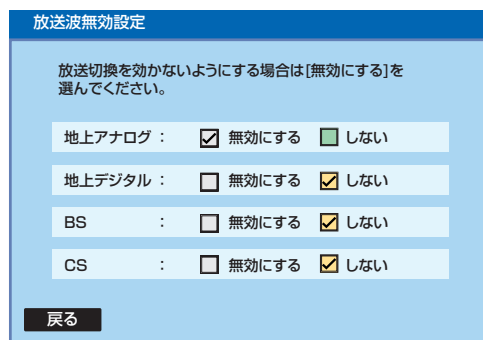 放送波無効設定
放送切換を効かないようにする場合は[無効にする]を
選んでください。
地上アナログ： 無効にする しない
地上デジタル： 無効にする しない
BS ： 無効にする しない
CS ： 無効にする しない
戻る